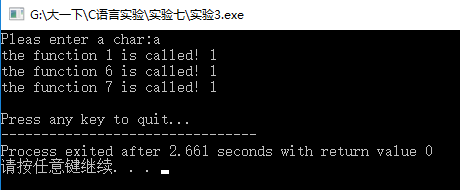 G:\大一下\C语言实验\实验七\实验3.exe
Pleas enter a char:a
the function 1 is called! 1
the function 6 is called! 1
the function 7 is called! 1
Press any key to quit...
--------------------------------
Process exited after 2.661 seconds with return value 0
请按任意键继续. . .